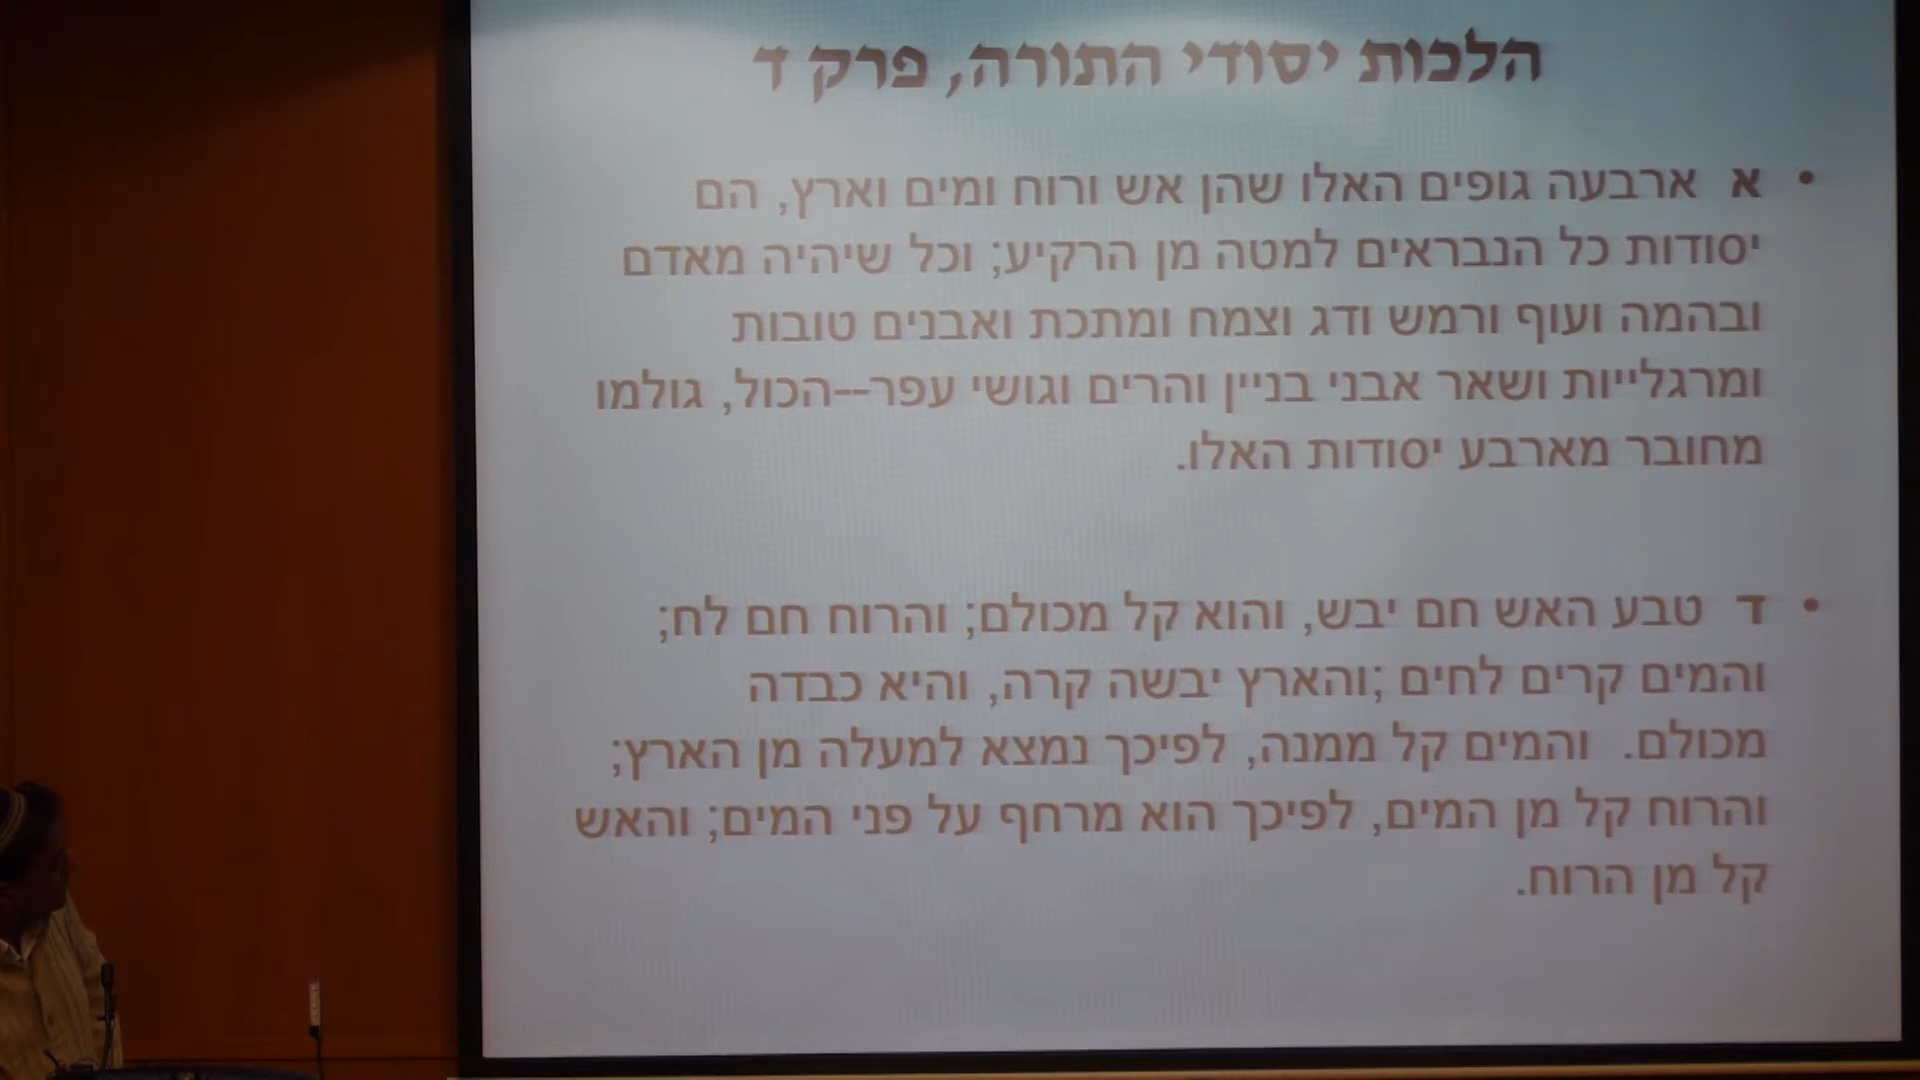 הלכות יסודי התורה, פרק ד
• א ארבעה גופים האלו שהן אש ורוח ומים וארץ, הם
יסודות כל הנבראים למטה מן הרקיע; וכל שיהיה מאדם
ובהמה ועוף ורמש ודג וצמח ומתכת ואבנים טובות
ומרגלייות ושאר אבני בניין והרים וגושי עפר--הכול, גולמו
מחובר מארבע יסודות האלו.
• ד טבע האש חם יבש, והוא קל מכולם; והרוח חם לח;
והמים קרים לחים ;והארץ יבשה קרה, והיא כבדה
מכולם. והמים קל ממנה, לפיכך נמצא למעלה מן הארץ;
והרוח קל מן המים, לפיכך הוא מרחף על פני המים; והאש
קל מן הרוח.